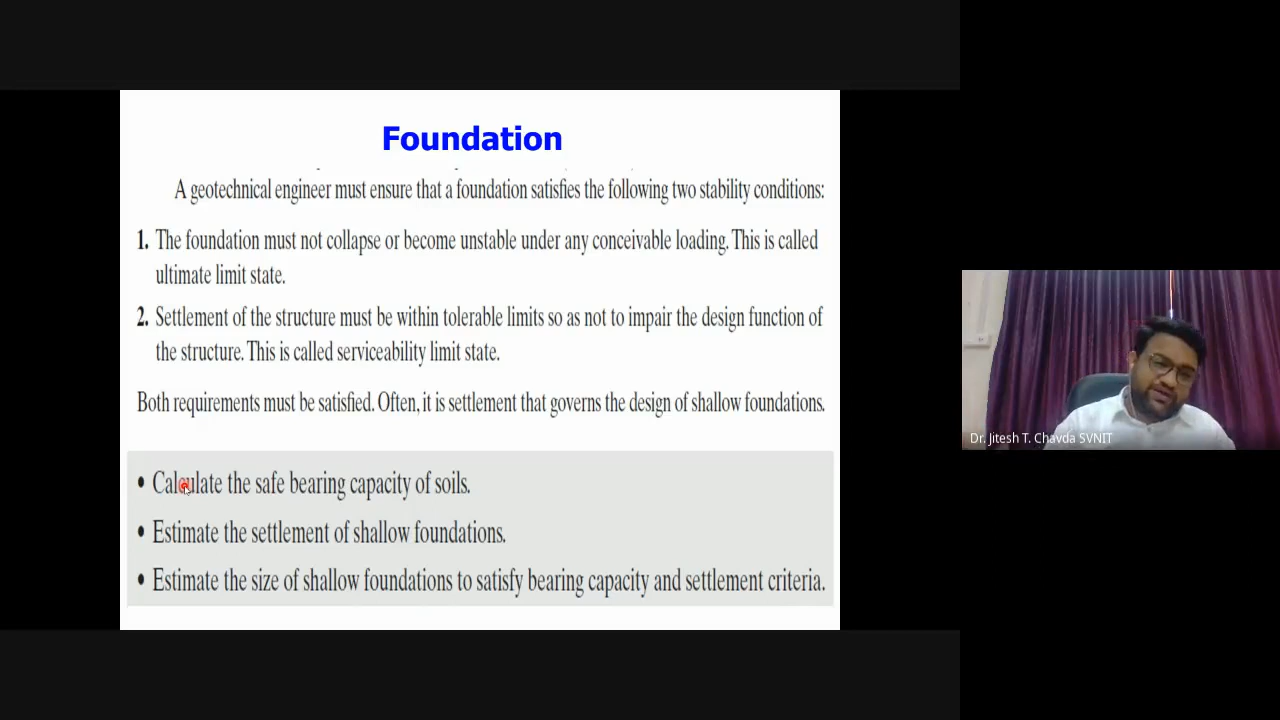 Foundation
A geotechnical engineer must ensure that a foundation satisfies the following two stability conditions:
1. The foundation must not collapse or become unstable under any conceivable loading. This is called
ultimate limit state.
2. Settlement of the structure must be within tolerable limits so as not to impair the design function of
the structure. This is called serviceability limit state.
Both requirements must be satisfied. Often, it is settlement that governs the design of shallow foundations.
• Calculate the safe bearing capacity of soils.
• Estimate the settlement of shallow foundations.
• Estimate the size of shallow foundations to satisfy bearing capacity and settlement criteria.
Dr. Jitesh T. Chavda SVNIT